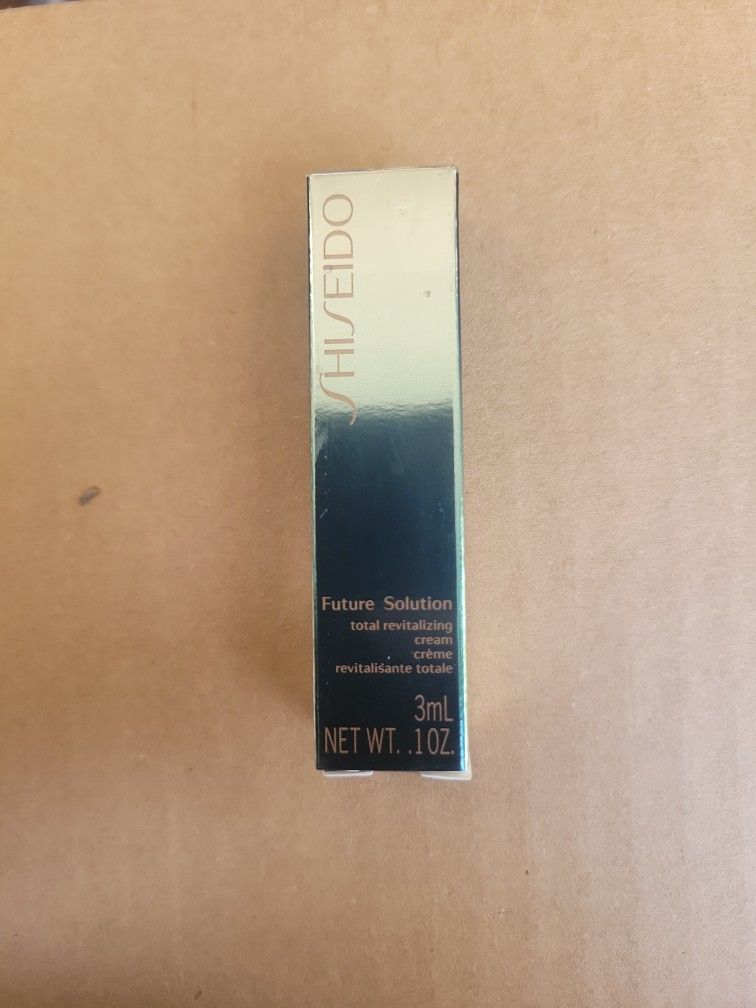 SHISEIDO
Future Solution
total revitalizing
cream
crème
revitalisante totale
3mL
NET WT. .1 OZ.